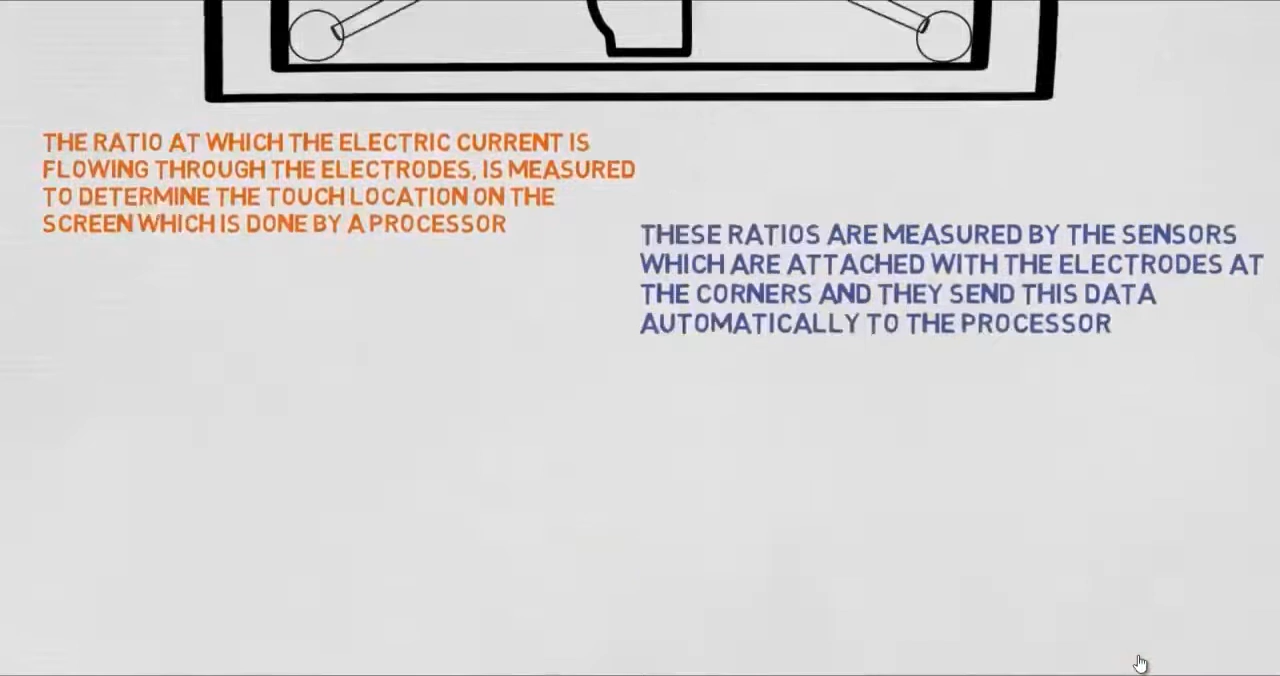 THE RATIO AT WHICH THE ELECTRIC CURRENT IS
FLOWING THROUGH THE ELECTRODES, IS MEASURED
TO DETERMINE THE TOUCH LOCATION ON THE
SCREEN WHICH IS DONE BY A PROCESSOR
THESE RATIOS ARE MEASURED BY THE SENSORS
WHICH ARE ATTACHED WITH THE ELECTRODES AT
THE CORNERS AND THEY SEND THIS DATA
AUTOMATICALLY TO THE PROCESSOR